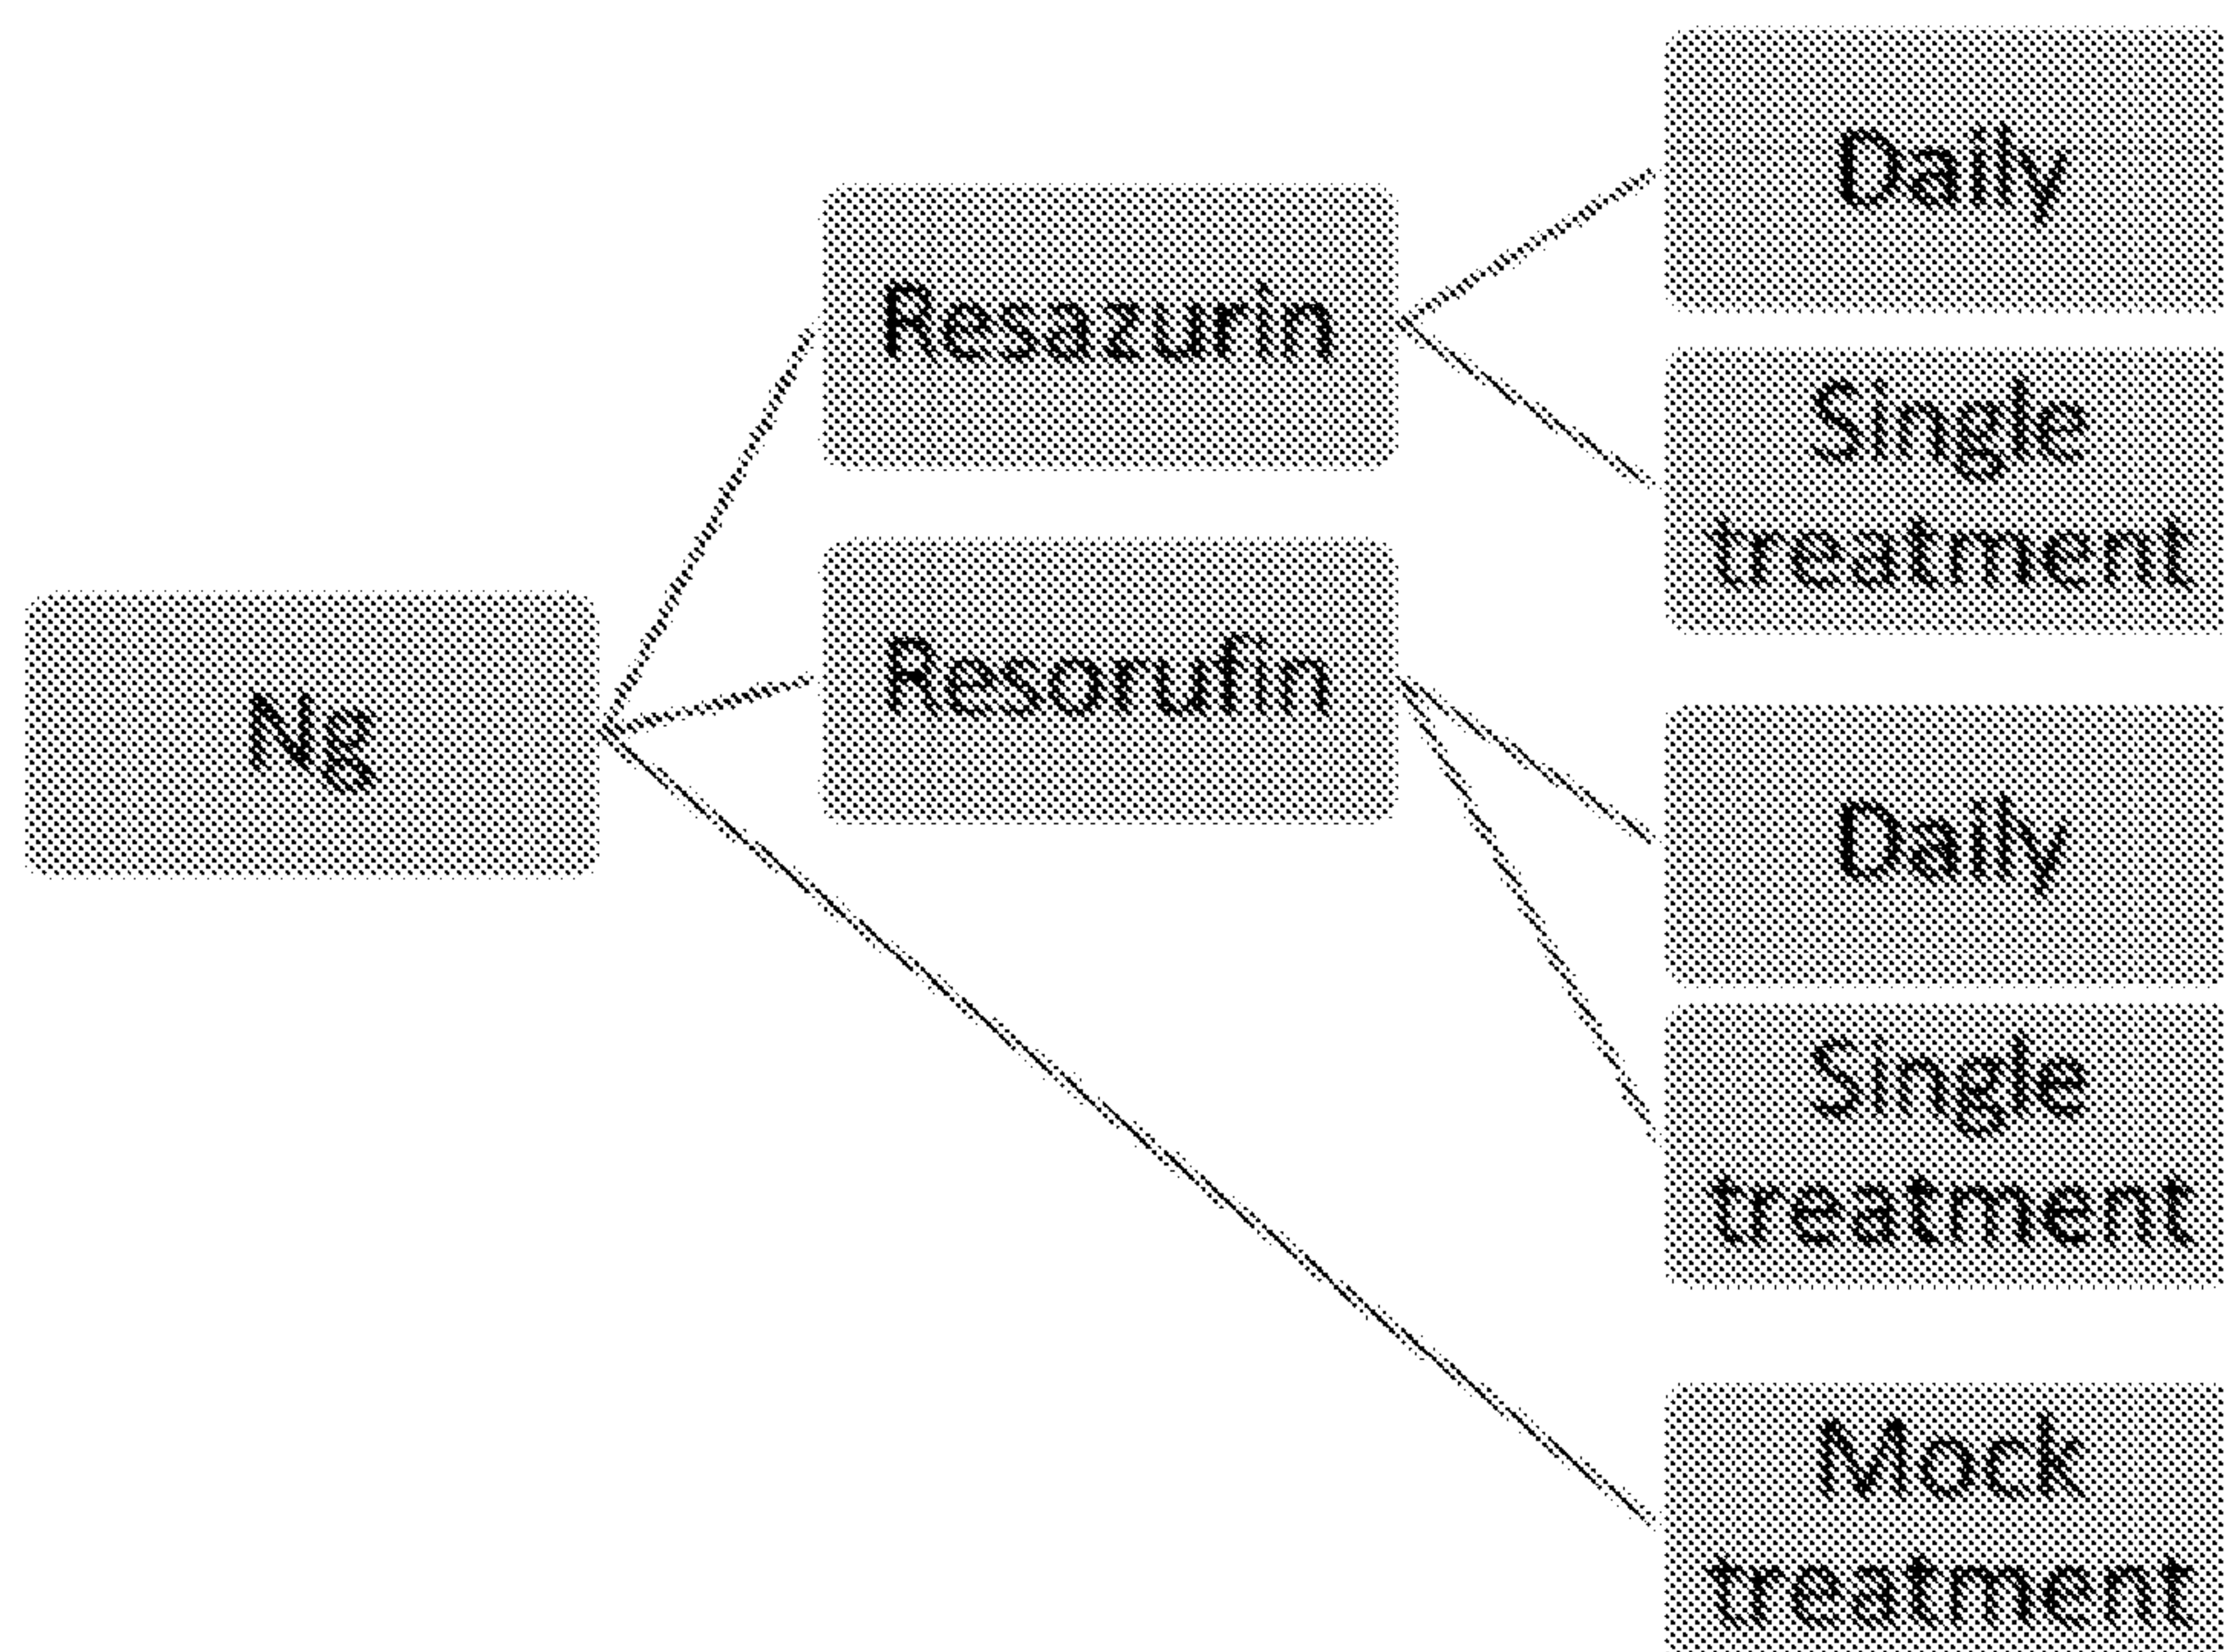 Ng
Resazurin
Resorufin
Daily
Single
treatment
Daily
Single
treatment
Mock
treatment